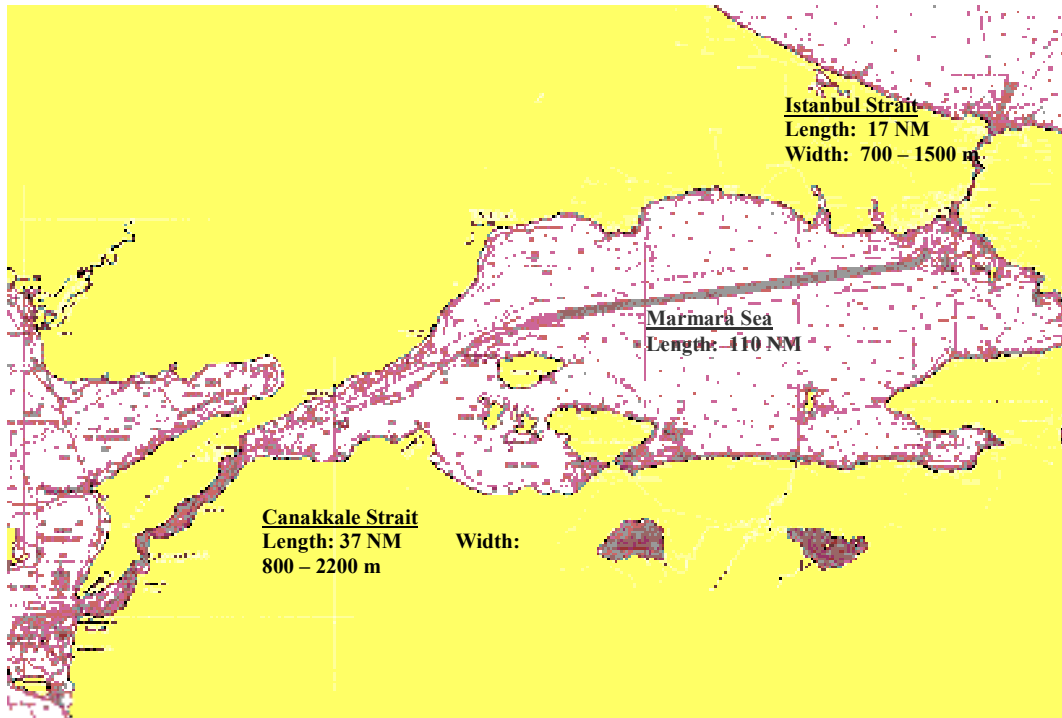 Istanbul Strait
Length: 17 NM
Width: 700 – 1500 m
Marmara Sea
Length: 110 NM
Canakkale Strait
Length: 37 NM Width:
800 – 2200 m